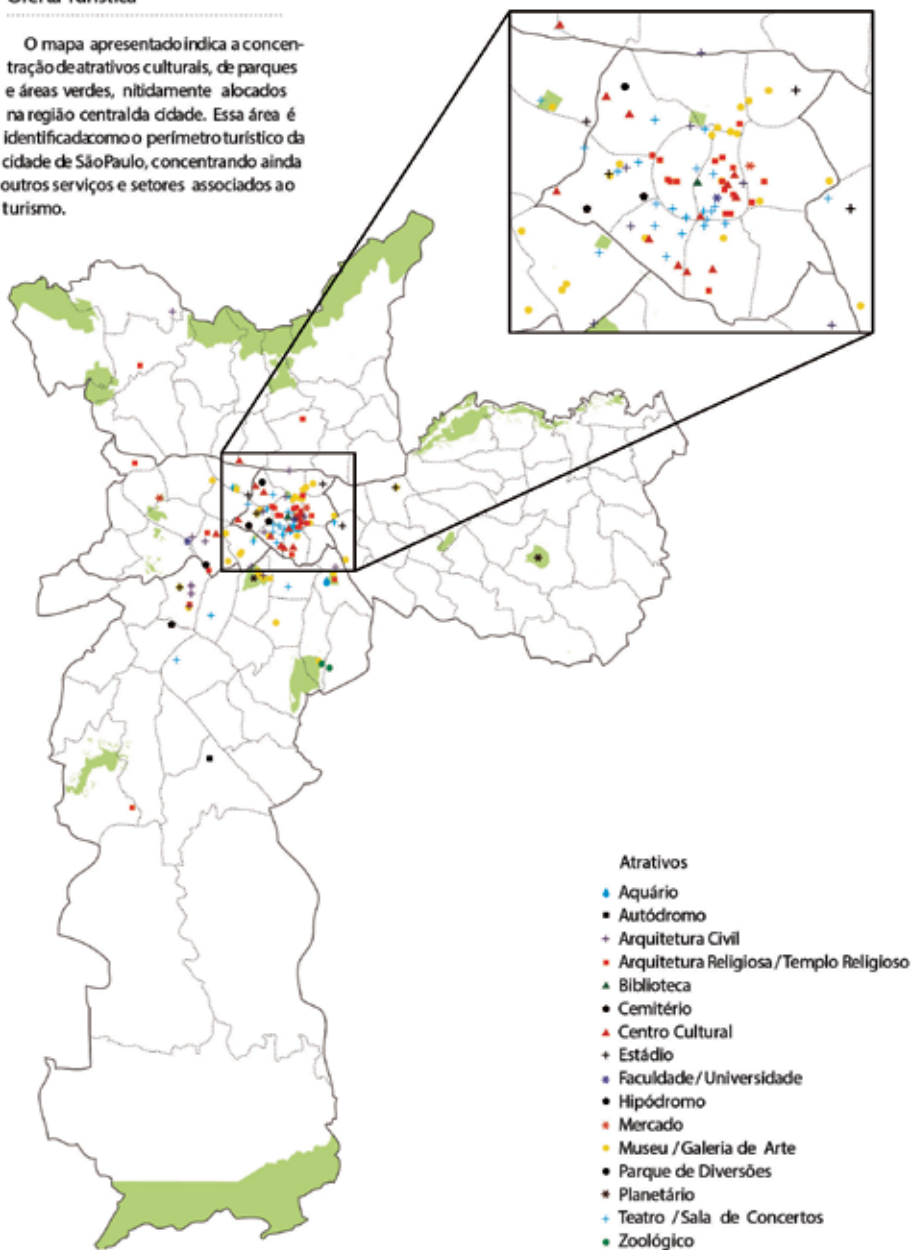 Oferta Turística
O mapa apresentado indica a concen-
tração de atrativos culturais, de parques
e áreas verdes, nitidamente alocados
na região central da cidade. Essa área é
identificada como o perímetro turístico da
cidade de São Paulo, concentrando ainda
outros serviços e setores associados ao
turismo.
Atrativos
Aquário
Autódromo
Arquitetura Civil
Arquitetura Religiosa / Templo Religioso
Biblioteca
Cemitério
Centro Cultural
Estádio
Faculdade / Universidade
Hipódromo
Mercado
Museu / Galeria de Arte
Parque de Diversões
Planetário
Teatro / Sala de Concertos
Zoológico